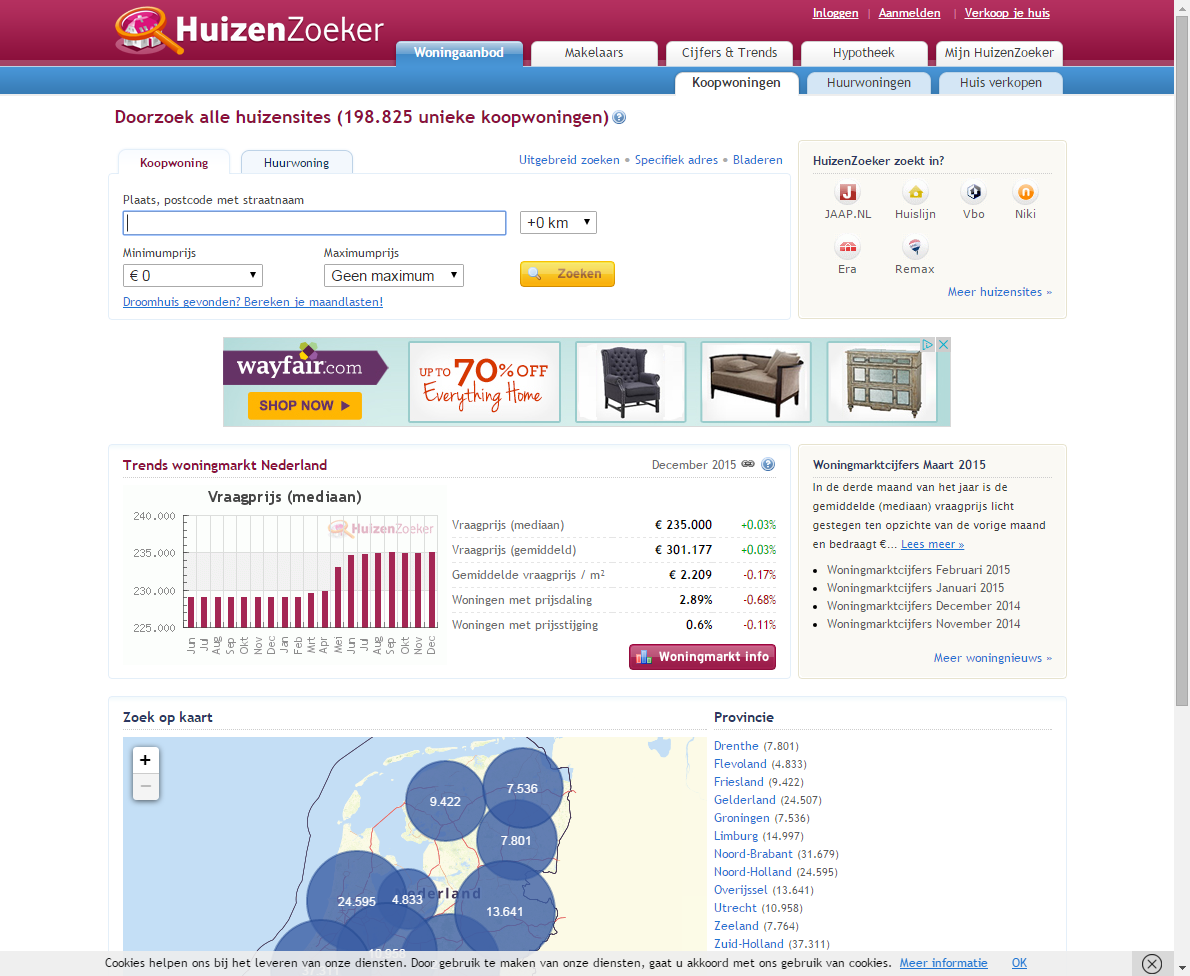 Inloggen | Aanmelden | Verkoop je huis
HuizenZoeker
Woningaanbod Makelaars Cijfers & Trends Hypotheek Mijn HuizenZoeker
Koopwoningen Huurwoningen Huis verkopen
Doorzoek alle huizensites (198.825 unieke koopwoningen) ?
Koopwoning Huurwoning
Uitgebreid zoeken • Specifiek adres • Bladeren
Plaats, postcode met straatnaam
+0 km
Minimumprijs Maximumprijs
€ 0 Geen maximum Zoeken
Droomhuis gevonden? Bereken je maandlasten!
HuizenZoeker zoekt in?
JAAP.NL Huislijn Vbo Niki
Era Remax
Meer huizensites »
wayfair.com
SHOP NOW
UP TO 70% OFF
Everything Home
Trends woningmarkt Nederland December 2015 ?
Vraagprijs (mediaan)
HuizenZoeker
240.000
235.000
230.000
225.000
Jun Jul Aug Sep Okt Nov Dec Jan Feb Mrt Apr Mei Jun Jul Aug Sep Okt Nov Dec
Vraagprijs (mediaan) € 235.000 +0.03%
Vraagprijs (gemiddeld) € 301.177 +0.03%
Gemiddelde vraagprijs / m² € 2.209 -0.17%
Woningen met prijsdaling 2.89% -0.68%
Woningen met prijsstijging 0.6% -0.11%
Woningmarkt info
Woningmarktcijfers Maart 2015
In de derde maand van het jaar is de
gemiddelde (mediaan) vraagprijs licht
gestegen ten opzichte van de vorige maand
en bedraagt €... Lees meer »
Woningmarktcijfers Februari 2015
Woningmarktcijfers Januari 2015
Woningmarktcijfers December 2014
Woningmarktcijfers November 2014
Meer woningnieuws »
Zoek op kaart
+
−
9.422
7.536
7.801
24.595
4.833
13.641
10.958
37.311
Provincie
Drenthe (7.801)
Flevoland (4.833)
Friesland (9.422)
Gelderland (24.507)
Groningen (7.536)
Limburg (14.997)
Noord-Brabant (31.679)
Noord-Holland (24.595)
Overijssel (13.641)
Utrecht (10.958)
Zeeland (7.764)
Zuid-Holland (37.311)
Cookies helpen ons bij het leveren van onze diensten. Door gebruik te maken van onze diensten, gaat u akkoord met ons gebruik van cookies. Meer informatie OK